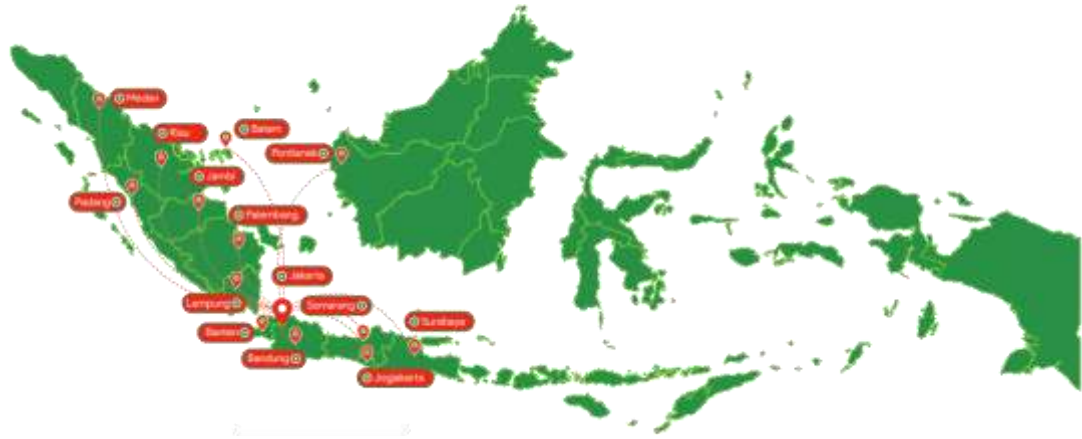 Medan
Riau
Batam
Pontianak
Jambi
Padang
Palembang
Jakarta
Lampung
Semarang
Surabaya
Banten
Bandung
Jogjakarta